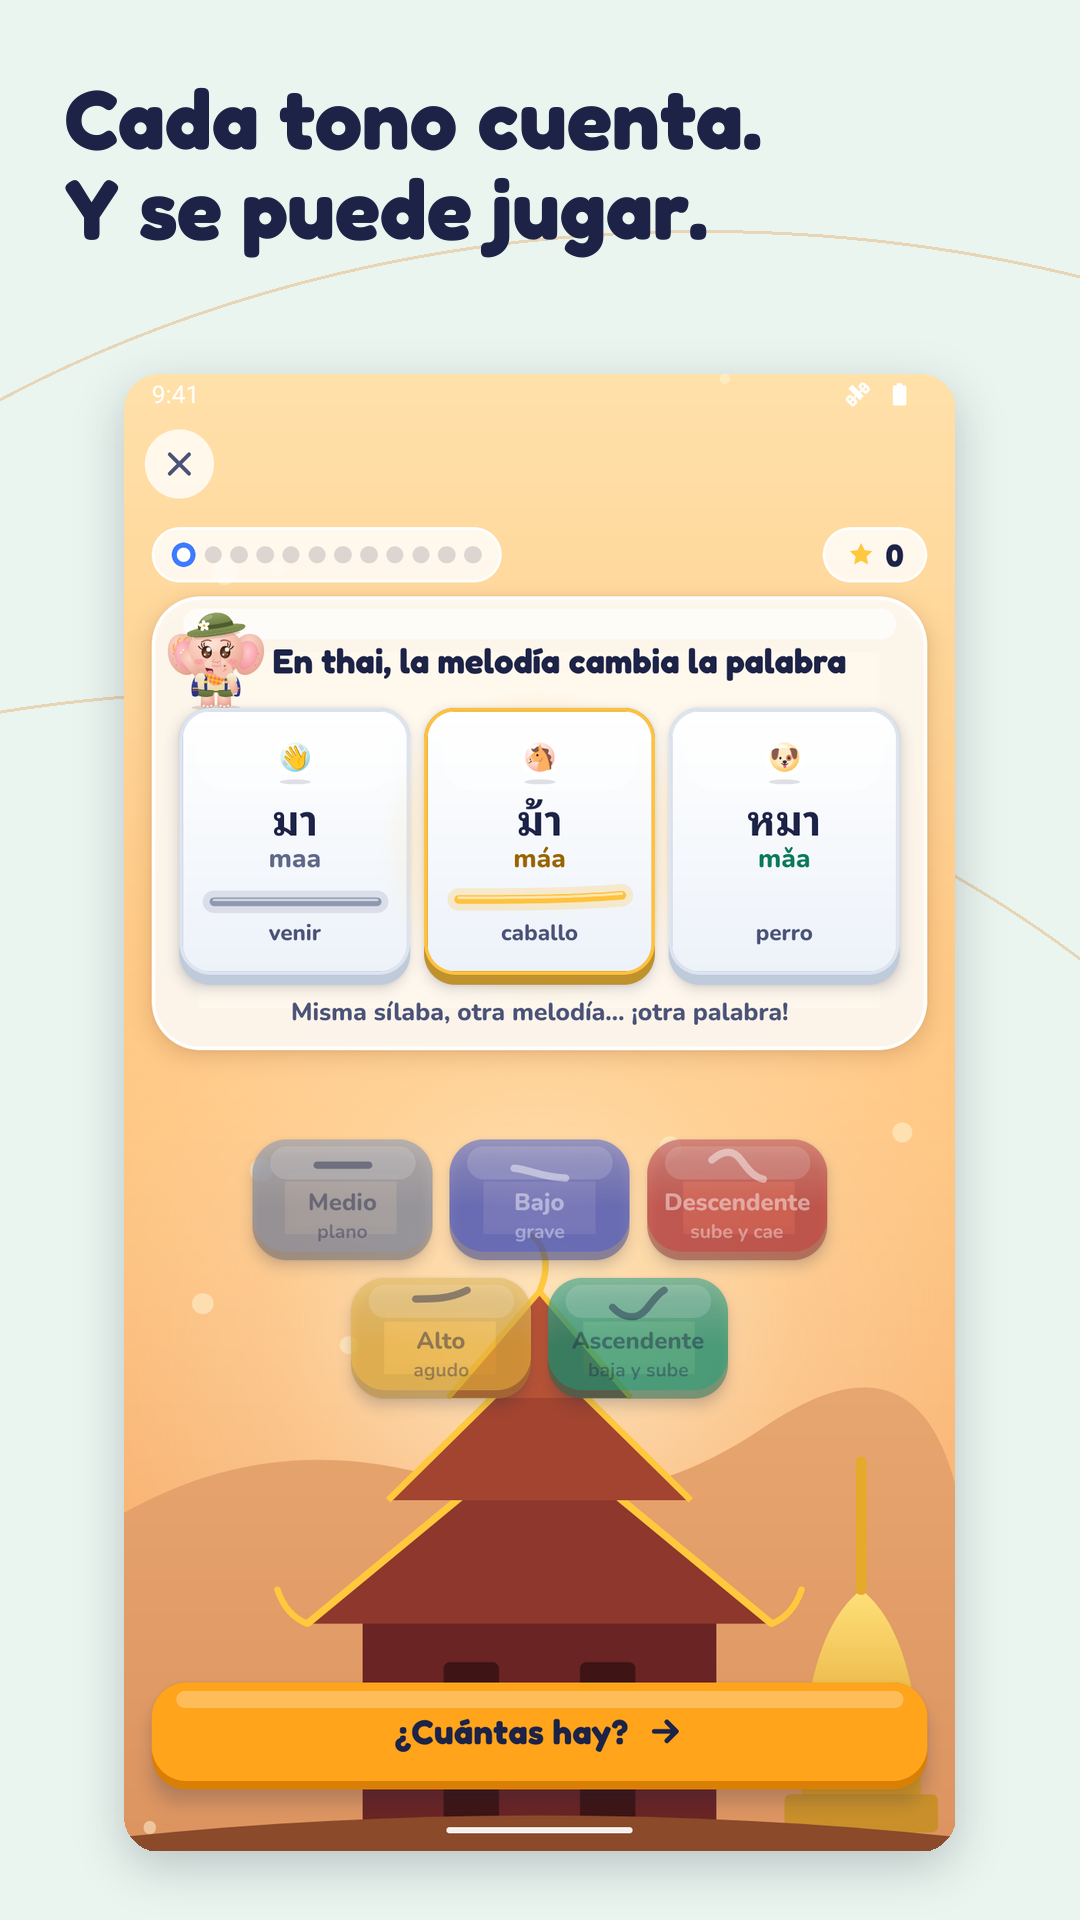 Cada tono cuenta.
Y se puede jugar.
9:41
0
En thai, la melodía cambia la palabra
มา
maa
venir
ม้า
máa
caballo
หมา
mǎa
perro
Misma sílaba, otra melodía... ¡otra palabra!
Medio
plano
Bajo
grave
Descendente
sube y cae
Alto
agudo
Ascendente
baja y sube
¿Cuántas hay? →